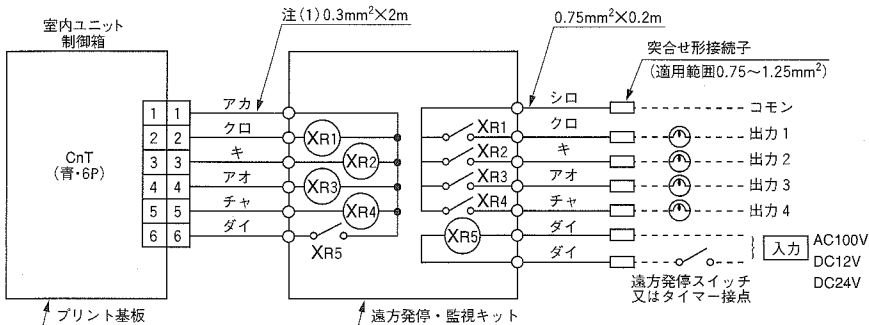 室内ユニット
制御箱
注(1) 0.3mm²×2m
0.75mm²×0.2m
突合せ形接続子
(適用範囲0.75〜1.25mm²)
CnT
(青・6P)
1 1 アカ
2 2 クロ
3 3 キ
4 4 アオ
5 5 チャ
6 6 ダイ
XR1
XR2
XR3
XR4
XR5
シロ コモン
XR1 クロ 出力1
XR2 キ 出力2
XR3 アオ 出力3
XR4 チャ 出力4
XR5 ダイ
ダイ
入力
AC100V
DC12V
DC24V
遠方発停スイッチ
又はタイマー接点
プリント基板
遠方発停・監視キット